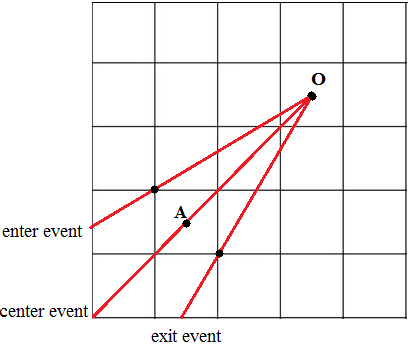 O
A
enter event
center event
exit event